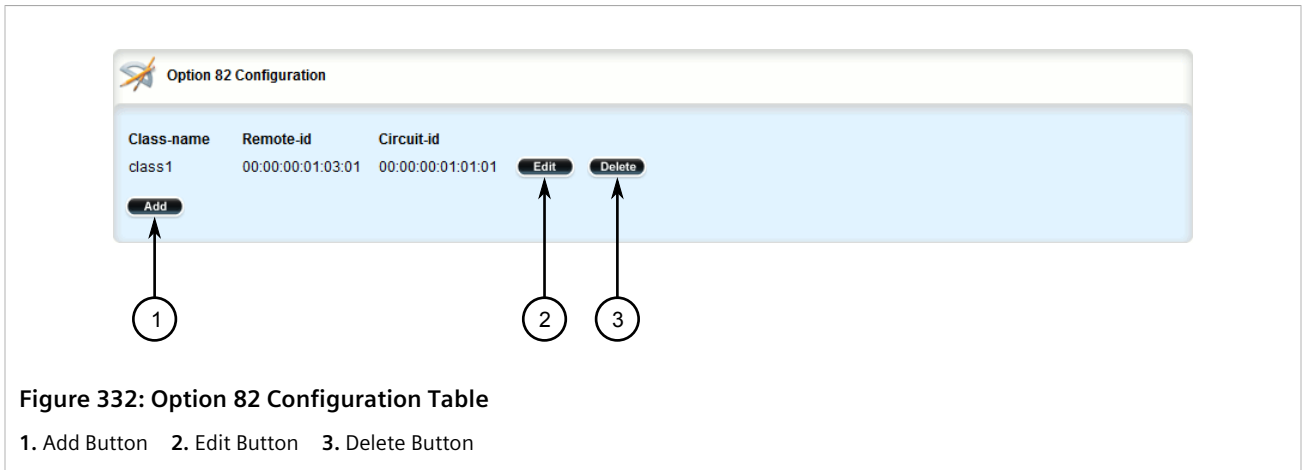 Option 82 Configuration
Class-name Remote-id Circuit-id
class1 00:00:00:01:03:01 00:00:00:01:01:01 Edit Delete
Add
1 2 3
Figure 332: Option 82 Configuration Table
1. Add Button 2. Edit Button 3. Delete Button